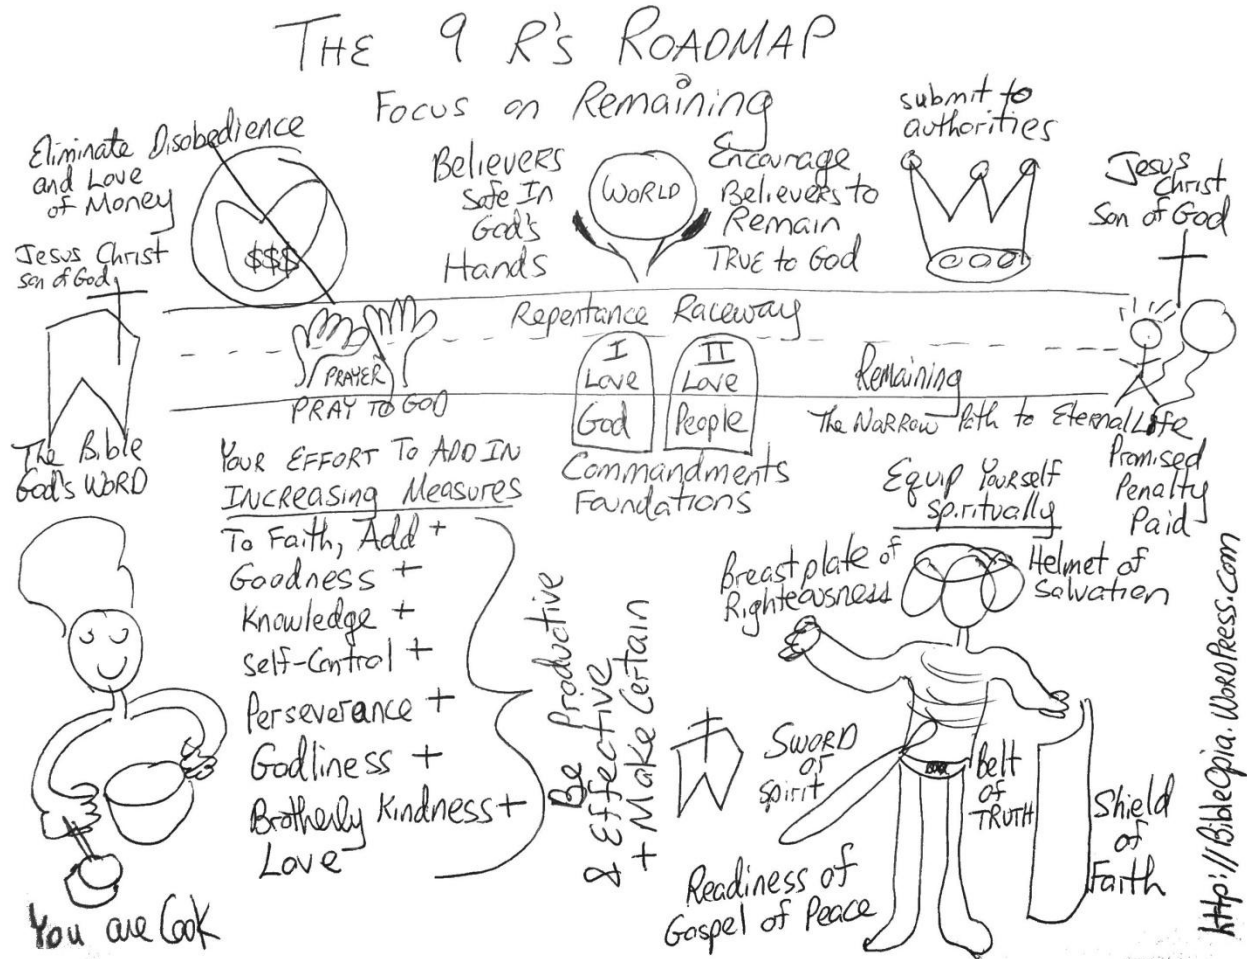 THE 9 R'S ROADMAP
Focus on Remaining
Eliminate Disobedience
and Love
of Money
$$$
Believers
Safe In
God's
Hands
WORLD
Encourage
Believers to
Remain
TRUE to God
submit to
authorities
Jesus
Christ
Son of God
Jesus Christ
son of God
Repentance Raceway
PRAYER
PRAY TO GOD
I
Love
God
II
Love
People
Commandments
Foundations
Remaining
The NaRRow Path to Eternal Life
Promised
Penalty
Paid
The Bible
God's WORD
YOUR EFFORT TO ADD IN
INCREASING Measures
To Faith, Add +
Goodness +
Knowledge +
Self-Control +
Perseverance +
Godliness +
Brotherly Kindness +
Love
Be Productive
& Effective
+ Make Certain
You are Cook
Equip Yourself
spiritually
Breastplate of
Righteousness
Helmet of
Salvation
SWORD
of
Spirit
Belt
of
TRUTH
Shield
of
Faith
Readiness of
Gospel of Peace
http://Bibleopia.WordPress.com